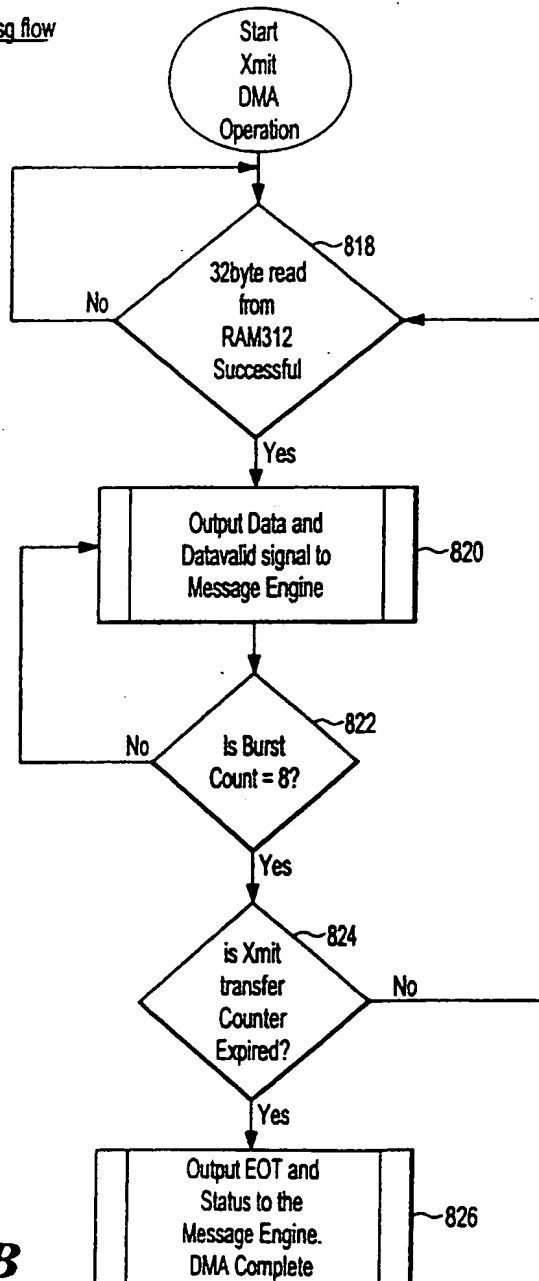 sg flow
Start
Xmit
DMA
Operation
818
32byte read
from
RAM312
Successful
No
Yes
Output Data and
Datavalid signal to
Message Engine
820
822
No
Is Burst
Count = 8?
Yes
824
is Xmit
transfer
Counter
Expired?
No
Yes
Output EOT and
Status to the
Message Engine.
DMA Complete
826
B